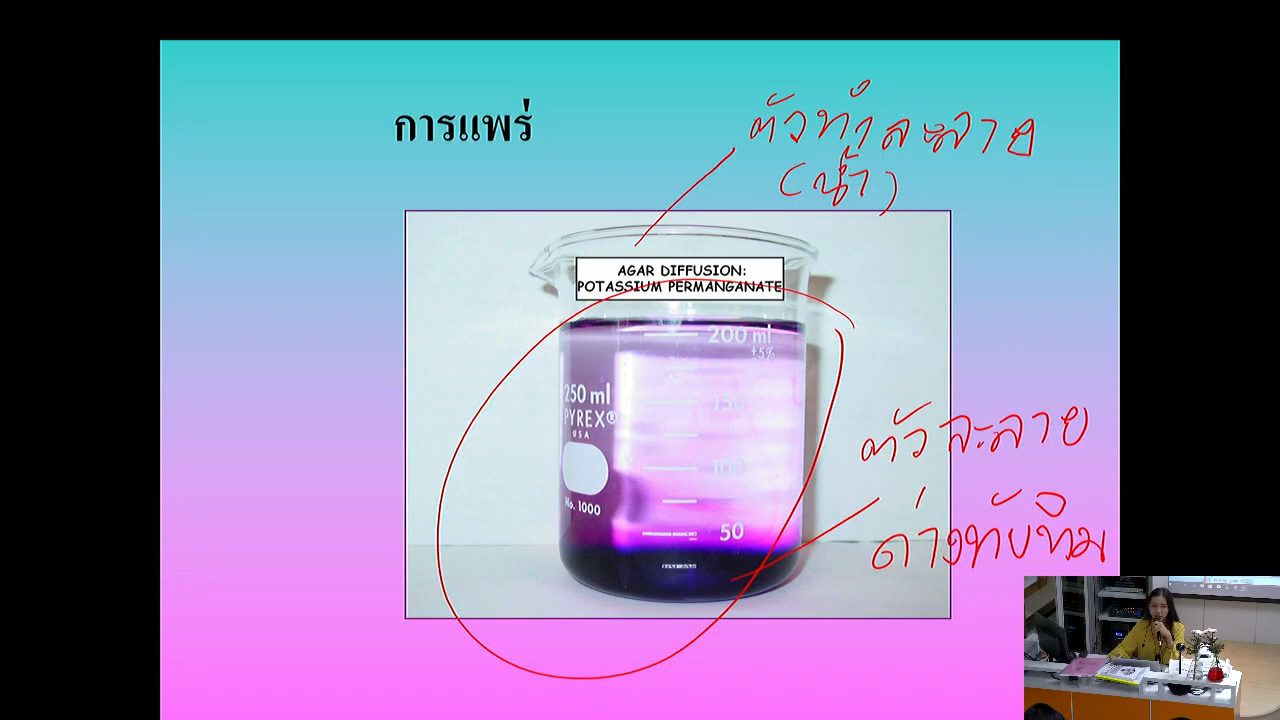 การแพร่
ตัวทำละลาย
(น้ำ)
AGAR DIFFUSION:
POTASSIUM PERMANGANATE
200 ml
±5%
250 ml
PYREX®
USA
150
100
No. 1000
50
ตัวละลาย
ด่างทับทิม